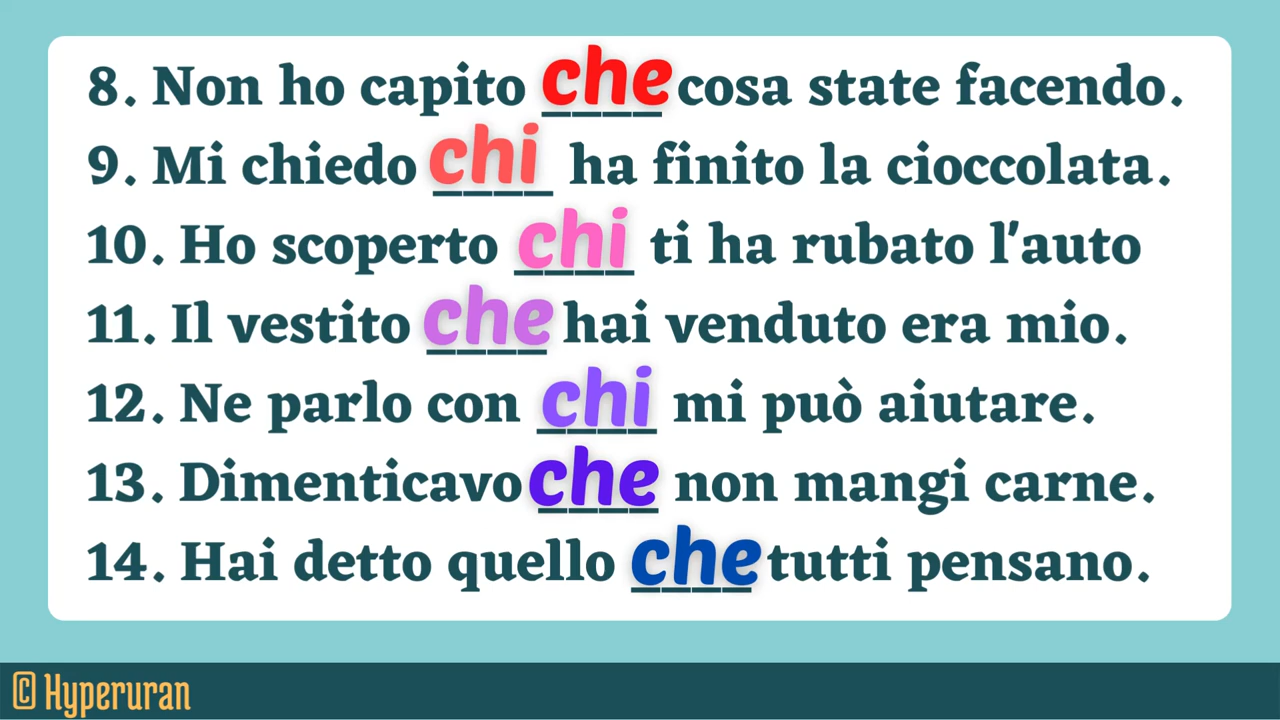 8. Non ho capito che cosa state facendo.
9. Mi chiedo chi ha finito la cioccolata.
10. Ho scoperto chi ti ha rubato l'auto
11. Il vestito che hai venduto era mio.
12. Ne parlo con chi mi può aiutare.
13. Dimenticavo che non mangi carne.
14. Hai detto quello che tutti pensano.
© Hyperuran